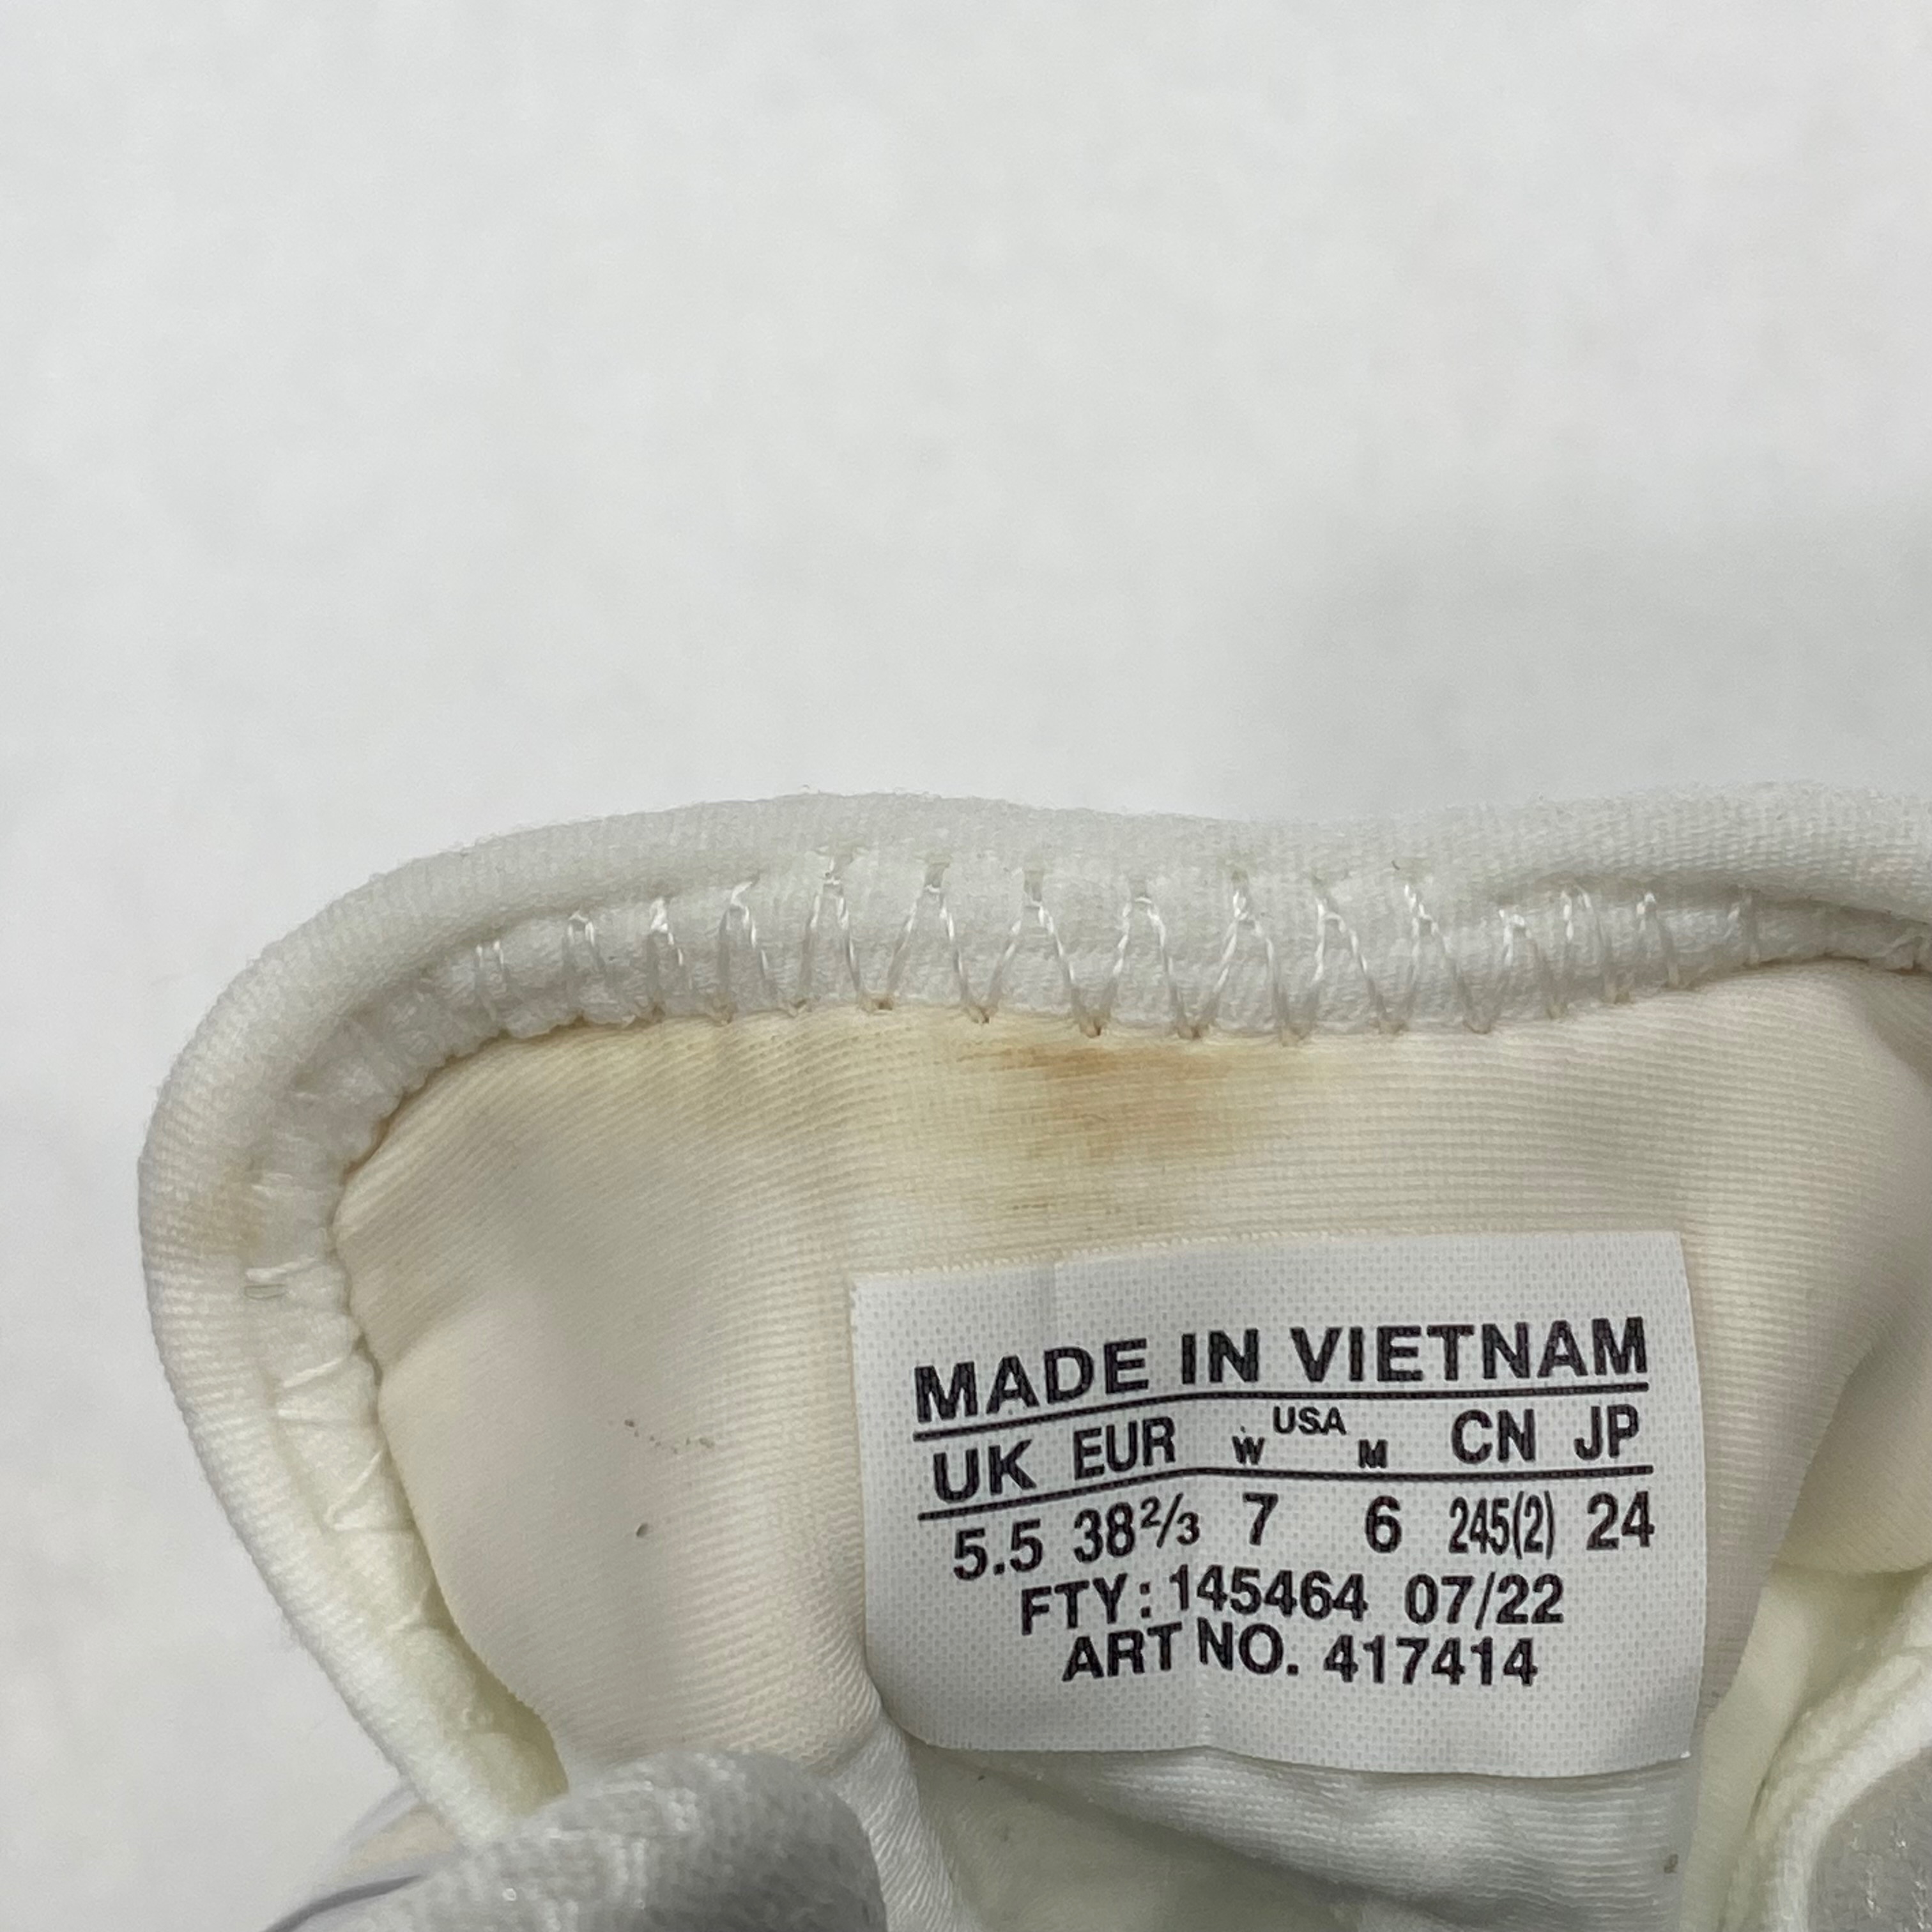 MADE IN VIETNAM
UK EUR W USA M CN JP
5.5 38⅔ 7 6 245(2) 24
FTY: 145464 07/22
ART NO. 417414